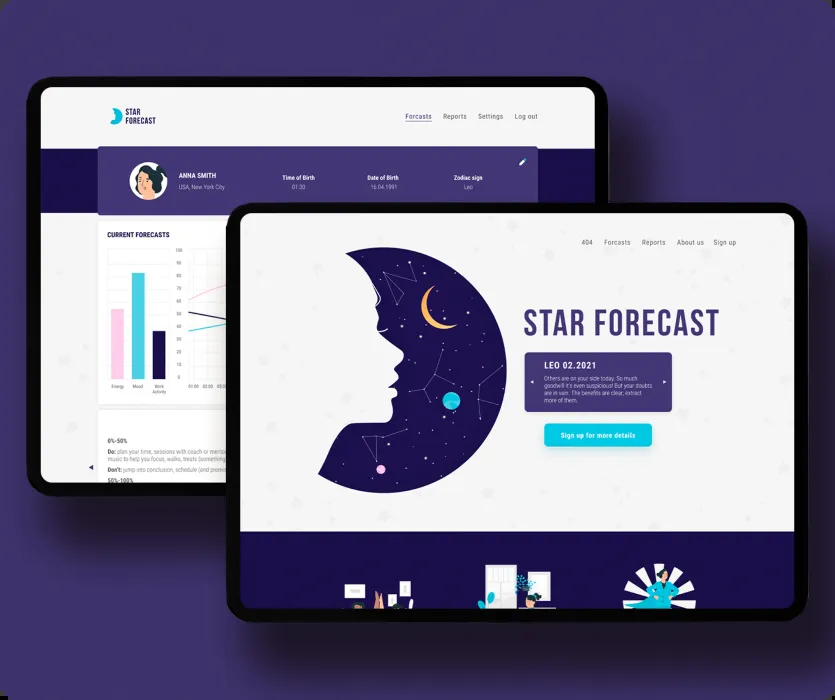 STAR
FORECAST
Forcasts Reports Settings Log out
ANNA SMITH
USA, New York City
Time of Birth
01:30
Date of Birth
16.04.1991
Zodiac sign
Leo
CURRENT FORECASTS
100
90
80
70
60
50
40
30
20
10
0
Energy Mood Work
Activity
01:00 02:00 03:0
0%-50%
Do: plan your time, sessions with coach or mento
music to help you focus, walks, treats (something
Don't: jump into conclusion, schedule (and promi
50%-100%
404 Forcasts Reports About us Sign up
STAR FORECAST
LEO 02.2021
Others are on your side today. So much
goodwill it's even suspicious! But your doubts
are in vain. The benefits are clear, extract
more of them.
Sign up for more details